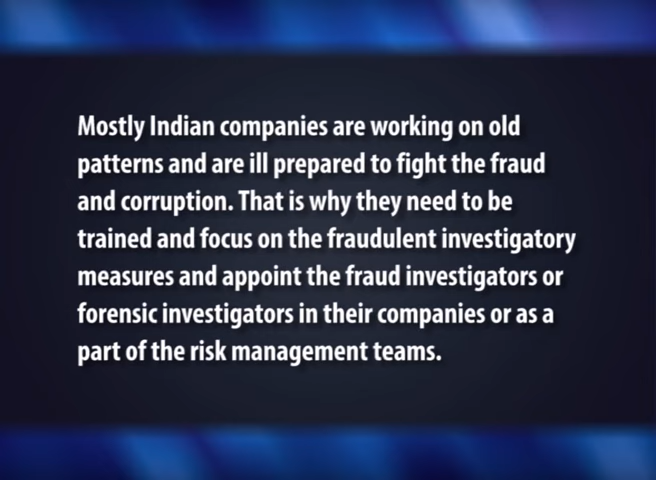 Mostly Indian companies are working on old
patterns and are ill prepared to fight the fraud
and corruption. That is why they need to be
trained and focus on the fraudulent investigatory
measures and appoint the fraud investigators or
forensic investigators in their companies or as a
part of the risk management teams.